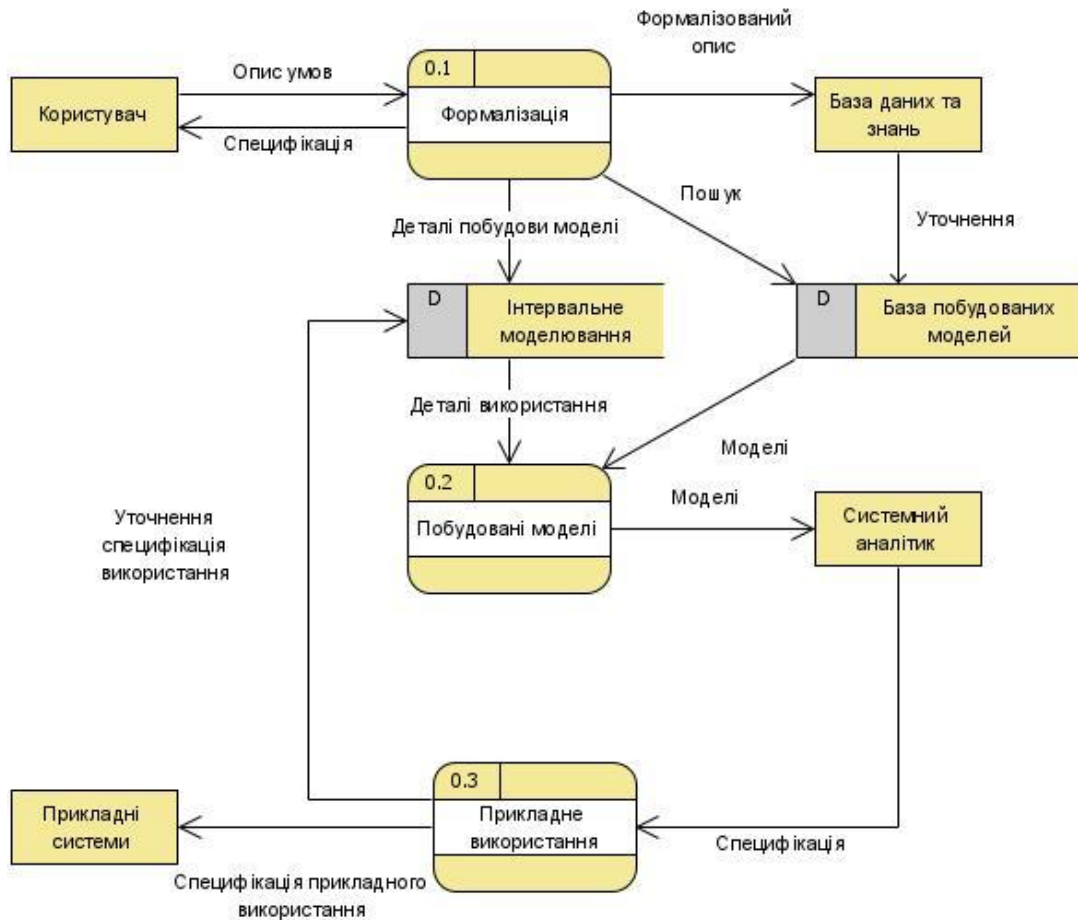 Формалізований
опис
0.1
Опис умов
Користувач
Формалізація
База даних та
знань
Специфікація
Пошук
Деталі побудови моделі
Уточнення
D
Інтервальне
моделювання
D
База побудованих
моделей
Деталі використання
Моделі
0.2
Моделі
Побудовані моделі
Системний
аналітик
Уточнення
специфікація
використання
0.3
Прикладні
системи
Прикладне
використання
Специфікація
Специфікація прикладного
використання